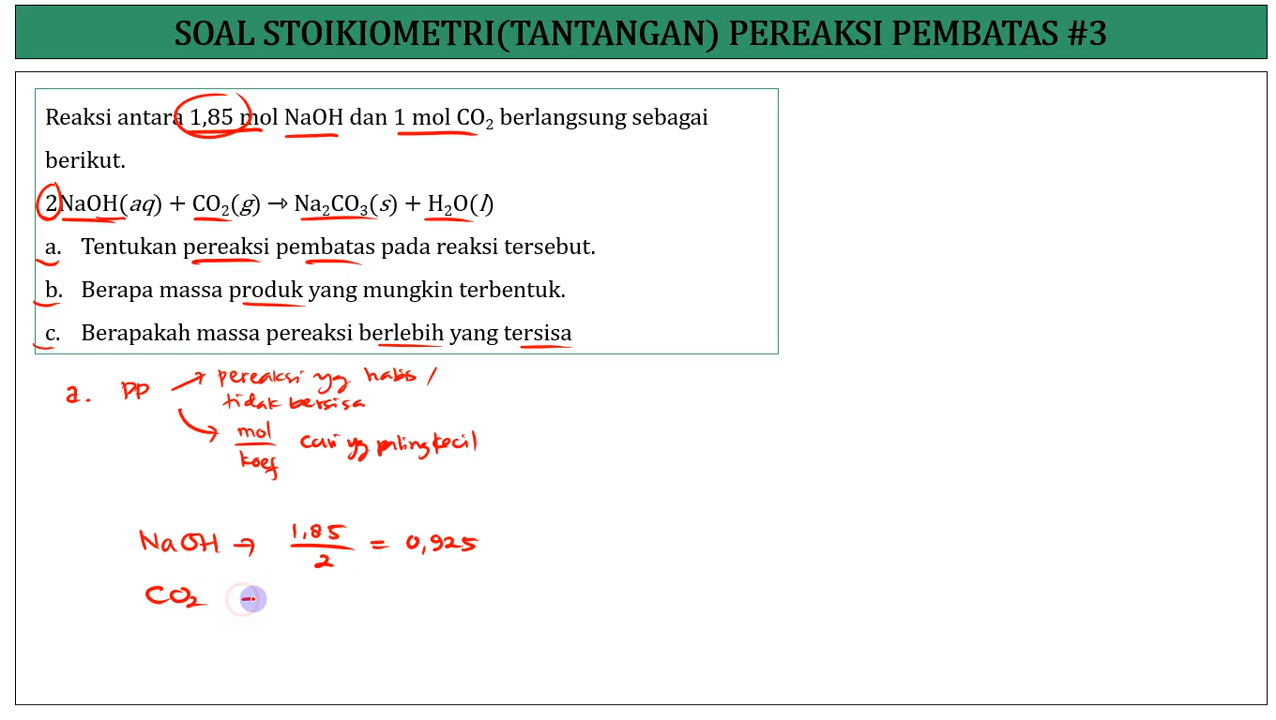 SOAL STOIKIOMETRI(TANTANGAN) PEREAKSI PEMBATAS #3
Reaksi antara 1,85 mol NaOH dan 1 mol CO₂ berlangsung sebagai
berikut.
2NaOH(aq) + CO₂(g) → Na₂CO₃(s) + H₂O(l)
a. Tentukan pereaksi pembatas pada reaksi tersebut.
b. Berapa massa produk yang mungkin terbentuk.
c. Berapakah massa pereaksi berlebih yang tersisa
a. PP → pereaksi yg habis /
tidak bersisa
→ mol/koef cari yg paling kecil
NaOH → 1,85/2 = 0,925
CO₂ -